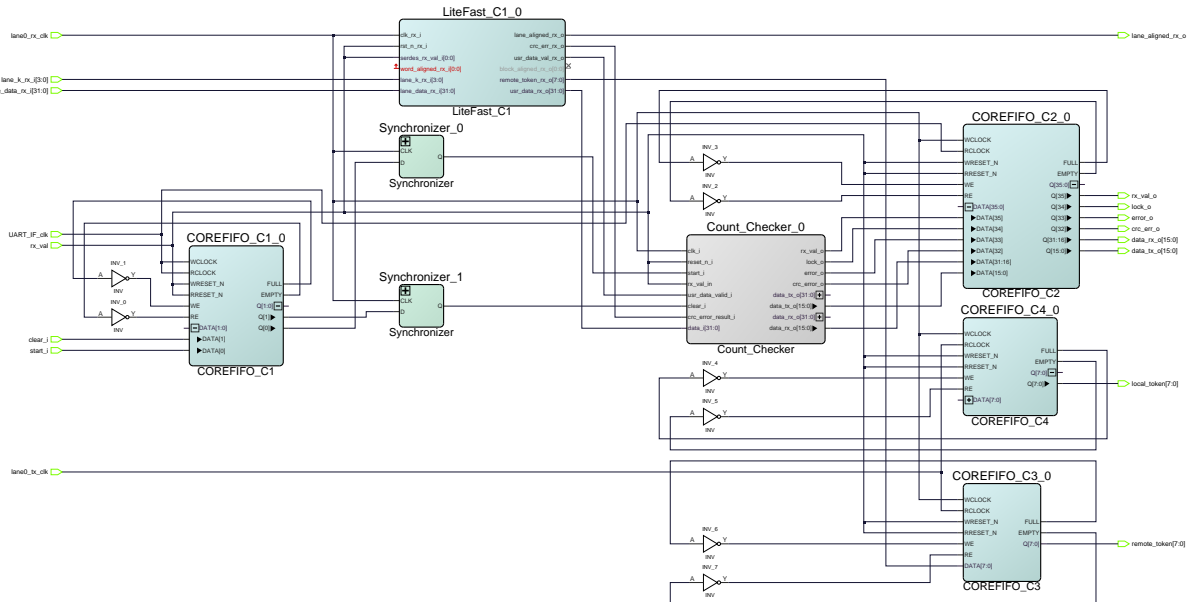 LiteFast_C1_0
lane0_rx_clk
clk_rx_i
rst_n_rx_i
serdes_rx_val_i[0:0]
word_aligned_rx_i[0:0]
lane_k_rx_i[3:0]
lane_data_rx_i[31:0]
lane_aligned_rx_o
crc_err_rx_o
usr_data_val_rx_o
block_aligned_rx_o[0:0]
remote_token_rx_o[7:0]
usr_data_rx_o[31:0]
lane_aligned_rx_o
lane_k_rx_i[3:0]
_data_rx_i[31:0]
LiteFast_C1
Synchronizer_0
CLK
D
Q
Synchronizer
COREFIFO_C2_0
WCLOCK
RCLOCK
WRESET_N
RRESET_N
WE
RE
DATA[35:0]
DATA[35]
DATA[34]
DATA[33]
DATA[32]
DATA[31:16]
DATA[15:0]
FULL
EMPTY
Q[35:0]
Q[35]
Q[34]
Q[33]
Q[32]
Q[31:16]
Q[15:0]
rx_val_o
lock_o
error_o
crc_err_o
data_rx_o[15:0]
data_tx_o[15:0]
COREFIFO_C2
INV_3
A
Y
INV
INV_2
A
Y
INV
Count_Checker_0
clk_i
reset_n_i
start_i
rx_val_in
usr_data_valid_i
clear_i
crc_error_result_i
data_i[31:0]
rx_val_o
lock_o
error_o
crc_error_o
data_tx_o[31:0]
data_tx_o[15:0]
data_rx_o[31:0]
data_rx_o[15:0]
Count_Checker
UART_IF_clk
rx_val
COREFIFO_C1_0
WCLOCK
RCLOCK
WRESET_N
RRESET_N
WE
RE
DATA[1:0]
DATA[1]
DATA[0]
FULL
EMPTY
Q[1:0]
Q[1]
Q[0]
COREFIFO_C1
INV_1
A
Y
INV
INV_0
A
Y
INV
clear_i
start_i
Synchronizer_1
CLK
D
Q
Synchronizer
COREFIFO_C4_0
WCLOCK
RCLOCK
WRESET_N
RRESET_N
WE
RE
DATA[7:0]
FULL
EMPTY
Q[7:0]
Q[7:0]
local_token[7:0]
COREFIFO_C4
INV_4
A
Y
INV
INV_5
A
Y
INV
lane0_tx_clk
COREFIFO_C3_0
WCLOCK
RCLOCK
WRESET_N
RRESET_N
WE
RE
DATA[7:0]
FULL
EMPTY
Q[7:0]
remote_token[7:0]
COREFIFO_C3
INV_6
A
Y
INV
INV_7
A
Y
INV